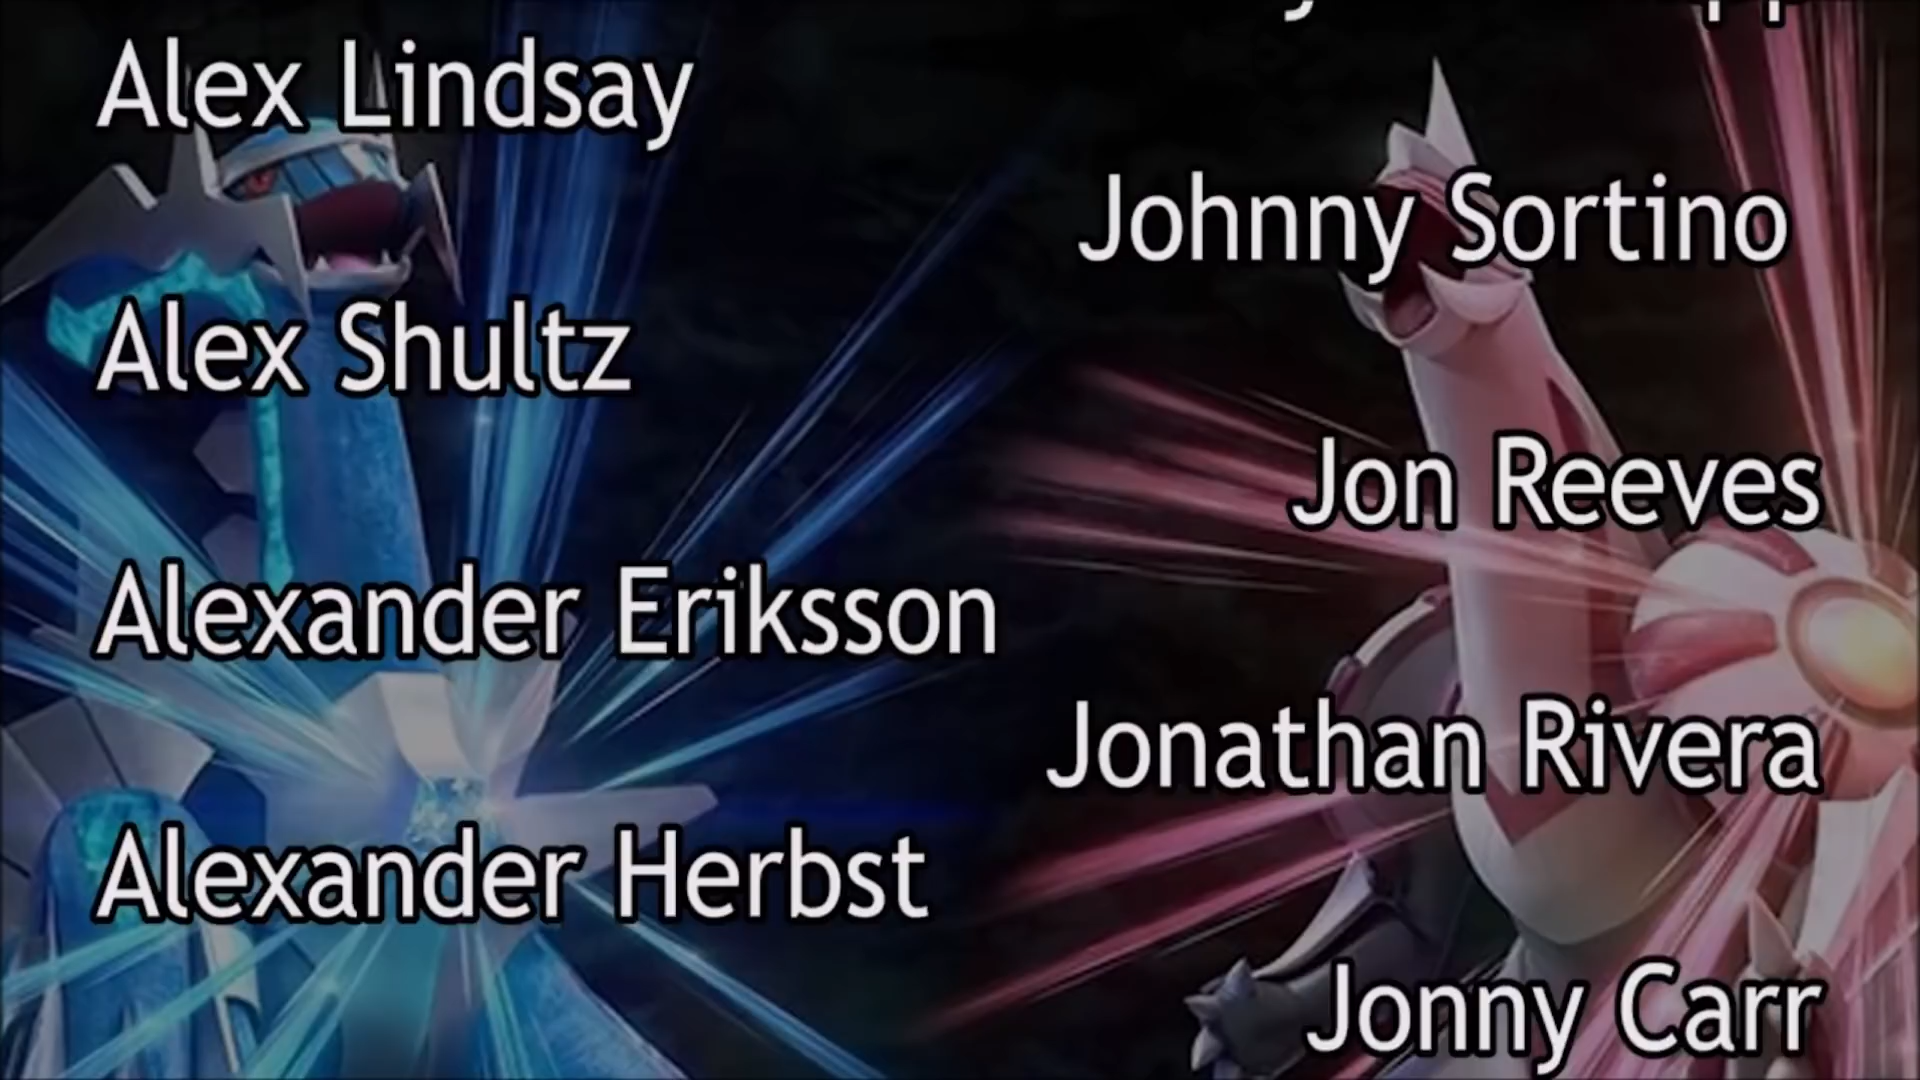 Alex Lindsay
Alex Shultz
Alexander Eriksson
Alexander Herbst
Johnny Sortino
Jon Reeves
Jonathan Rivera
Jonny Carr